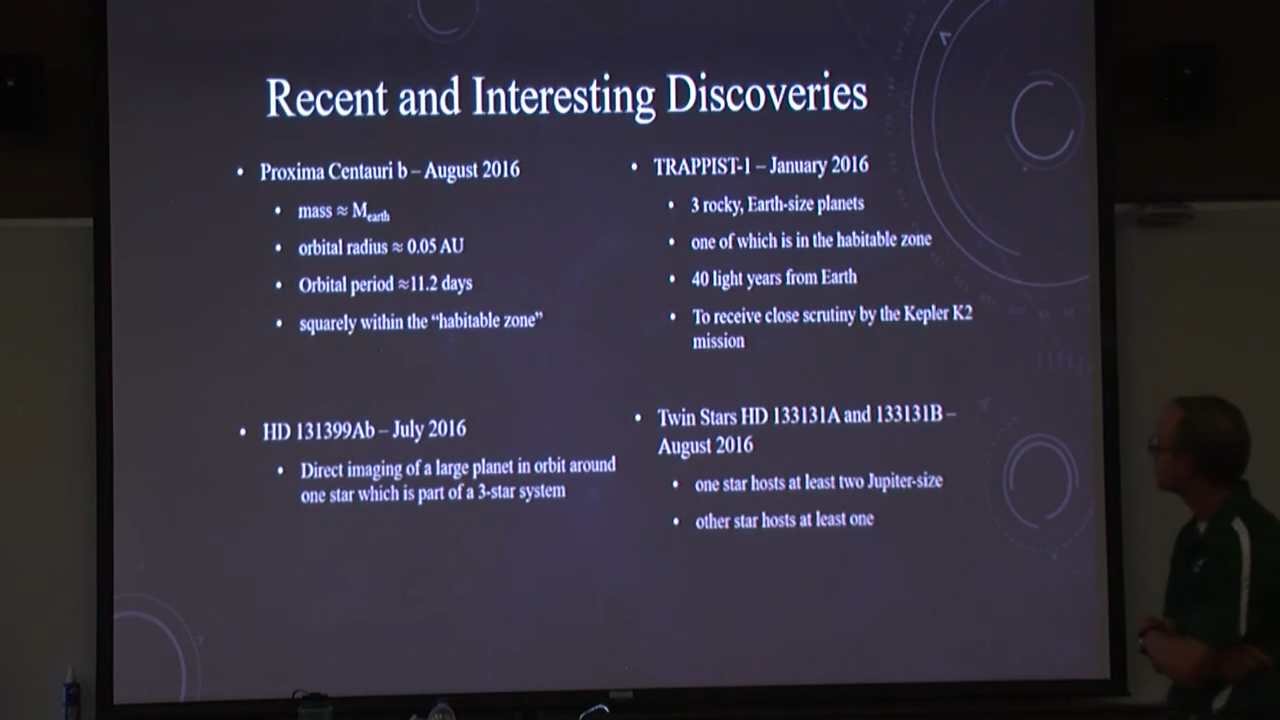 Recent and Interesting Discoveries
• Proxima Centauri b – August 2016
• mass ≈ Mearth
• orbital radius ≈ 0.05 AU
• Orbital period ≈11.2 days
• squarely within the “habitable zone”
• HD 131399Ab – July 2016
• Direct imaging of a large planet in orbit around
one star which is part of a 3-star system
• TRAPPIST-1 – January 2016
• 3 rocky, Earth-size planets
• one of which is in the habitable zone
• 40 light years from Earth
• To receive close scrutiny by the Kepler K2
mission
• Twin Stars HD 133131A and 133131B –
August 2016
• one star hosts at least two Jupiter-size
• other star hosts at least one